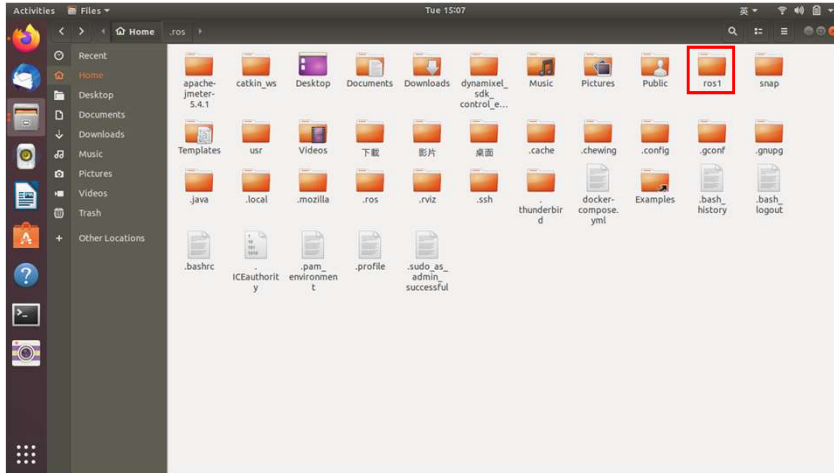 Activities
Files
Tue 15:07
英
Home
.ros
Recent
Home
Desktop
Documents
Downloads
Music
Pictures
Videos
Trash
Other Locations
apache-
jmeter-
5.4.1
catkin_ws
Desktop
Documents
Downloads
dynamixel_
sdk_
control_e...
Music
Pictures
Public
ros1
snap
Templates
usr
Videos
下載
影片
桌面
.cache
.chewing
.config
.gconf
.gnupg
.java
.local
.mozilla
.ros
.rviz
.ssh
.
thunderbir
d
docker-
compose.
yml
Examples
.bash_
history
.bash_
logout
.bashrc
.
ICEauthorit
y
.pam_
environmen
t
.profile
.sudo_as_
admin_
successful